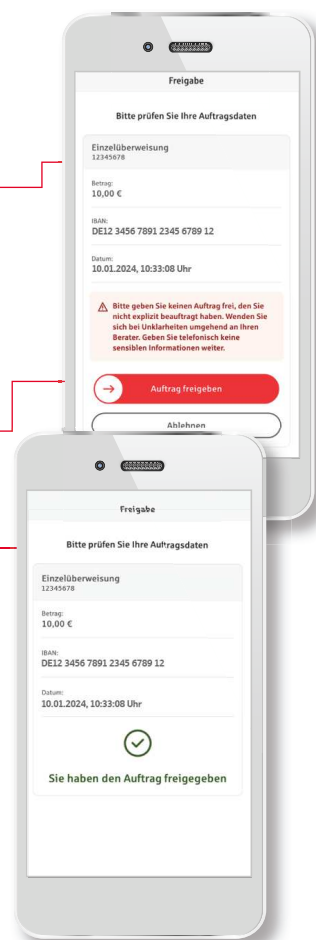 Freigabe
Bitte prüfen Sie Ihre Auftragsdaten
Einzelüberweisung
12345678
Betrag:
10,00 €
IBAN:
DE12 3456 7891 2345 6789 12
Datum:
10.01.2024, 10:33:08 Uhr
Bitte geben Sie keinen Auftrag frei, den Sie
nicht explizit beauftragt haben. Wenden Sie
sich bei Unklarheiten umgehend an Ihren
Berater. Geben Sie telefonisch keine
sensiblen Informationen weiter.
Auftrag freigeben
Ablehnen
Freigabe
Bitte prüfen Sie Ihre Auftragsdaten
Einzelüberweisung
12345678
Betrag:
10,00 €
IBAN:
DE12 3456 7891 2345 6789 12
Datum:
10.01.2024, 10:33:08 Uhr
Sie haben den Auftrag freigegeben